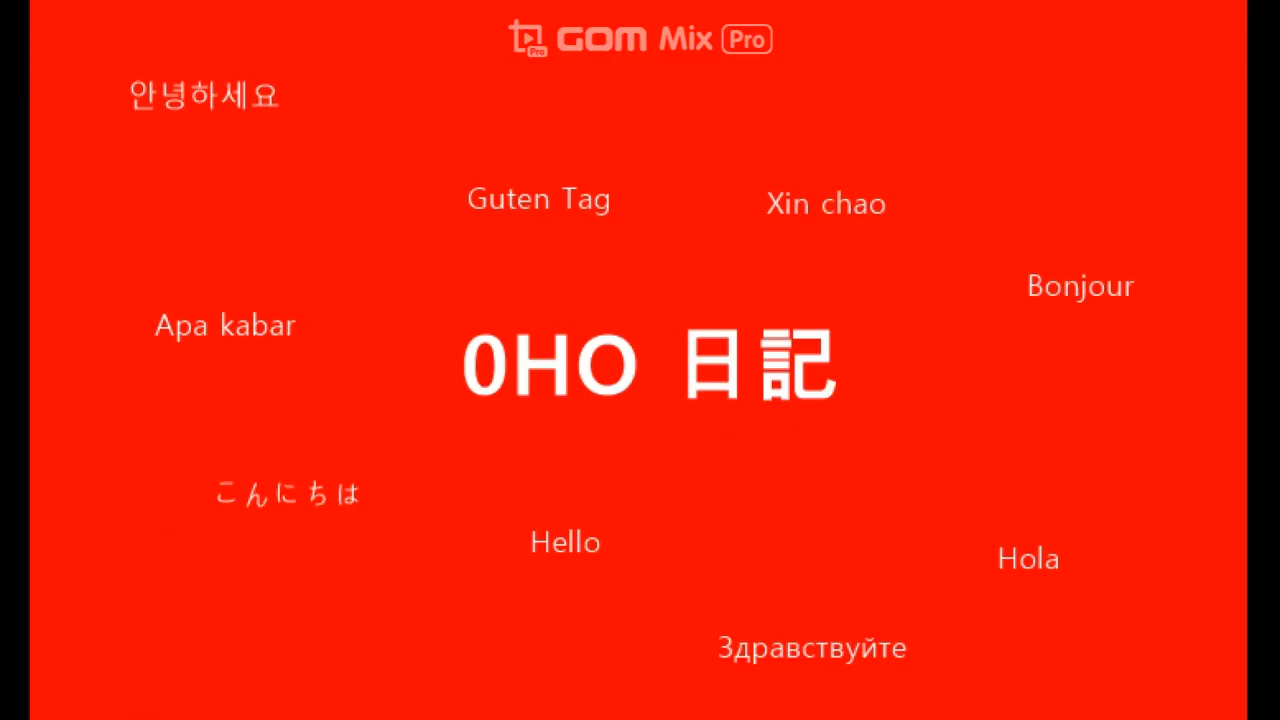 GOM Mix Pro
안녕하세요
Guten Tag
Xin chao
Bonjour
Apa kabar
0HO 日記
こんにちは
Hello
Hola
Здравствуйте